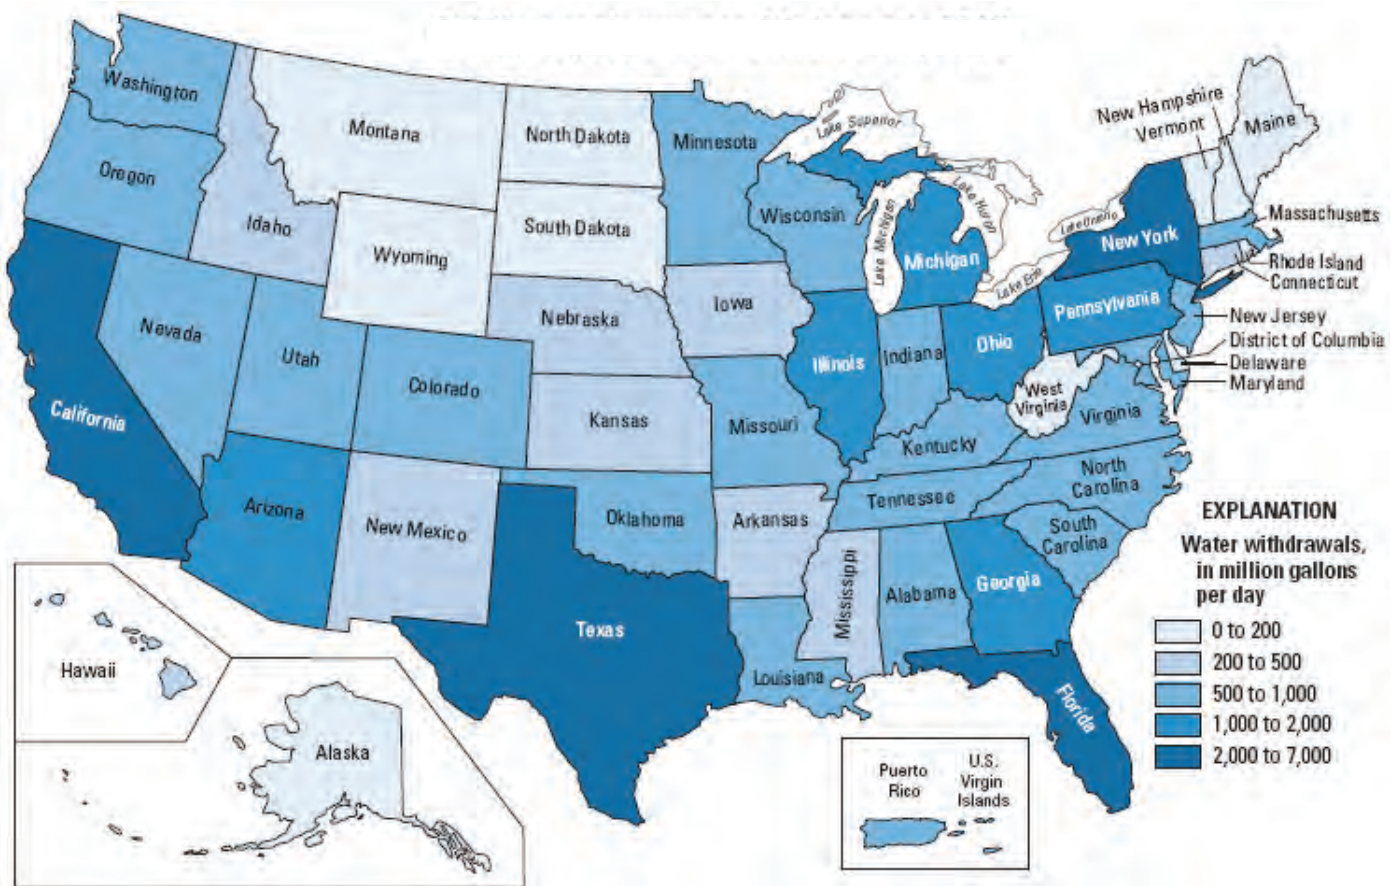 Washington
Montana
North Dakota
Minnesota
Lake Superior
New Hampshire
Vermont
Maine
Oregon
Idaho
South Dakota
Wisconsin
Lake Michigan
Lake Huron
Lake Ontario
Massachusetts
Wyoming
Michigan
New York
Lake Erie
Rhode Island
Connecticut
Nebraska
Iowa
Pennsylvania
New Jersey
Nevada
Utah
Colorado
Illinois
Indiana
Ohio
District of Columbia
Delaware
Maryland
California
Kansas
Missouri
West
Virginia
Virginia
Kentucky
Arizona
New Mexico
Oklahoma
Arkansas
Tennessee
North
Carolina
South
Carolina
Texas
Mississippi
Alabama
Georgia
Louisiana
Florida
Hawaii
Alaska
Puerto
Rico
U.S.
Virgin
Islands
EXPLANATION
Water withdrawals,
in million gallons
per day
0 to 200
200 to 500
500 to 1,000
1,000 to 2,000
2,000 to 7,000